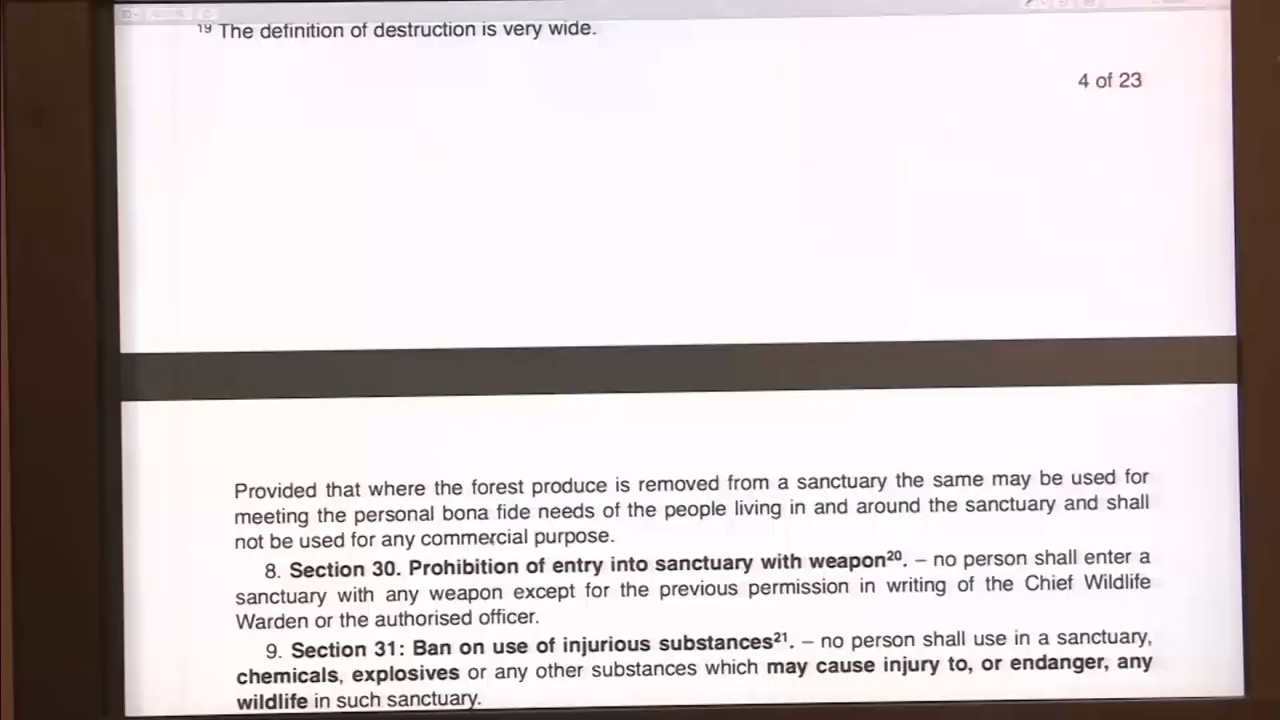 19 The definition of destruction is very wide.
4 of 23
Provided that where the forest produce is removed from a sanctuary the same may be used for
meeting the personal bona fide needs of the people living in and around the sanctuary and shall
not be used for any commercial purpose.
8. Section 30. Prohibition of entry into sanctuary with weapon20. – no person shall enter a
sanctuary with any weapon except for the previous permission in writing of the Chief Wildlife
Warden or the authorised officer.
9. Section 31: Ban on use of injurious substances21. – no person shall use in a sanctuary,
chemicals, explosives or any other substances which may cause injury to, or endanger, any
wildlife in such sanctuary.